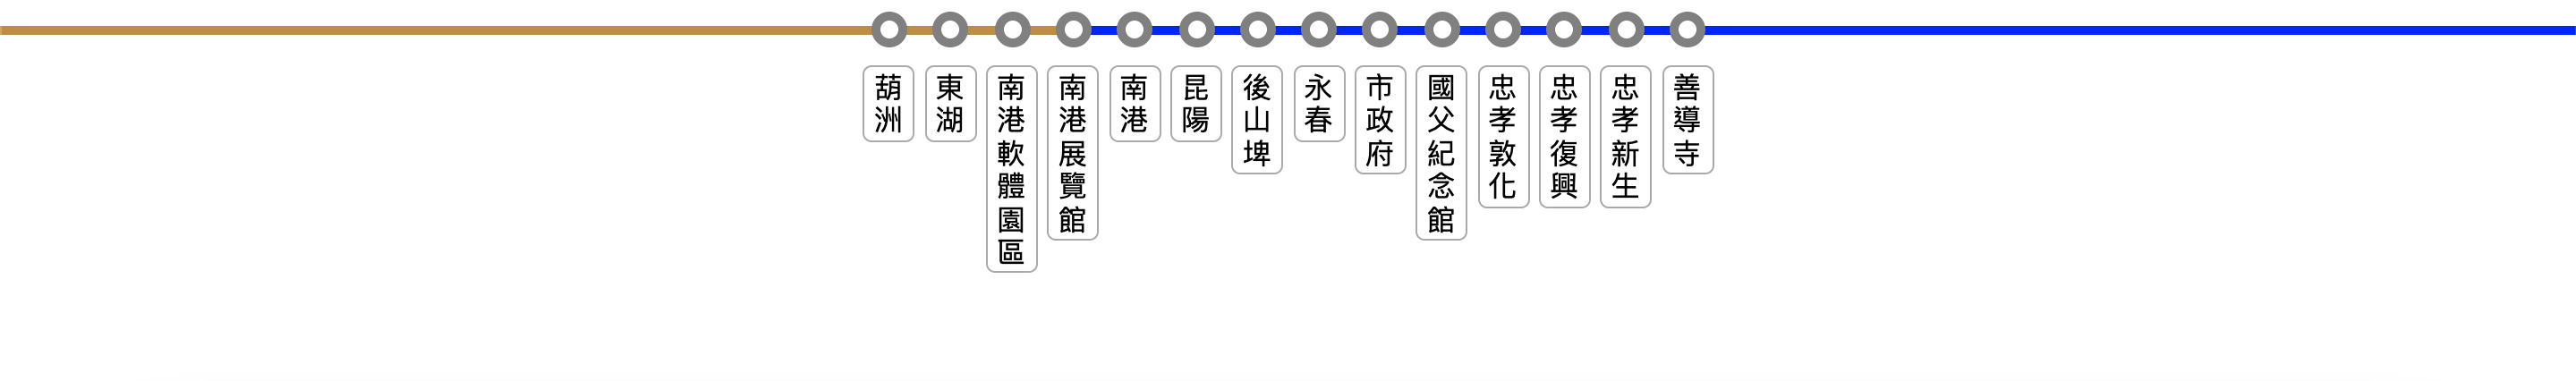 葫洲
東湖
南港軟體園區
南港展覽館
南港
昆陽
後山埤
永春
市政府
國父紀念館
忠孝敦化
忠孝復興
忠孝新生
善導寺